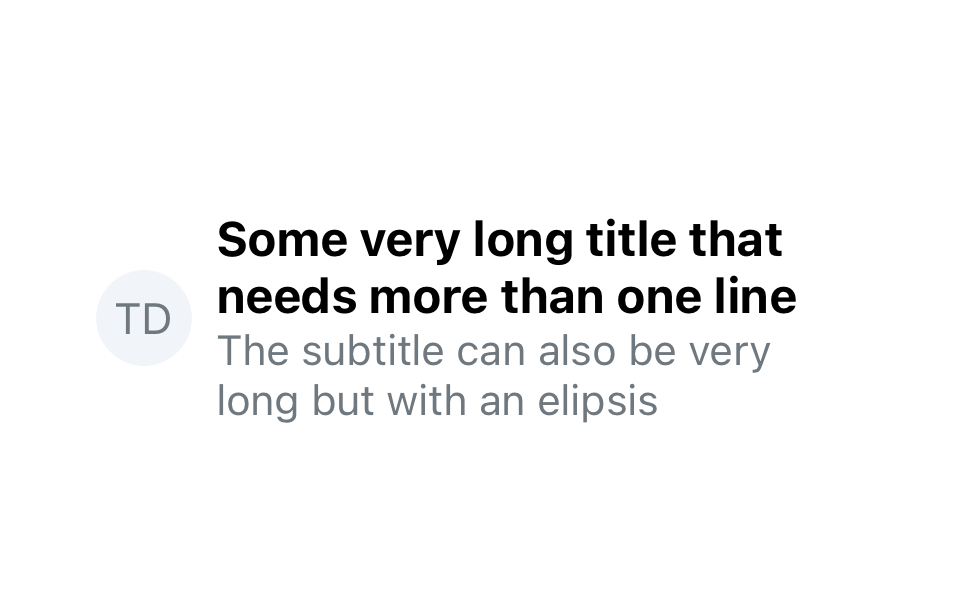 Some very long title that
needs more than one line
TD
The subtitle can also be very
long but with an elipsis